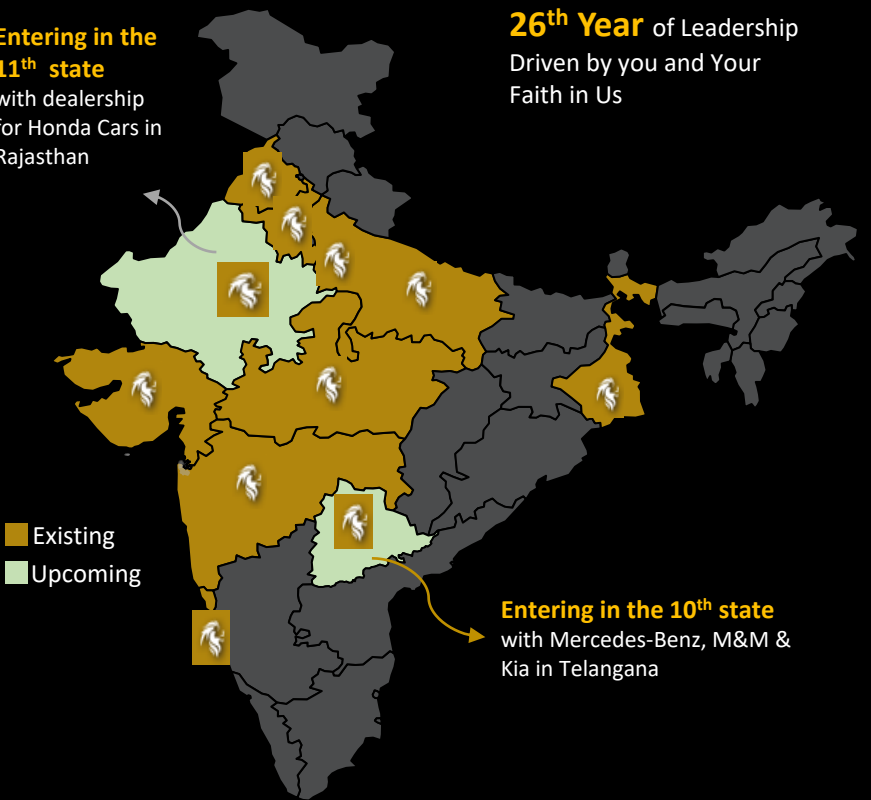 Entering in the
11th state
with dealership
for Honda Cars in
Rajasthan
26th Year of Leadership
Driven by you and Your
Faith in Us
Existing
Upcoming
Entering in the 10th state
with Mercedes-Benz, M&M &
Kia in Telangana